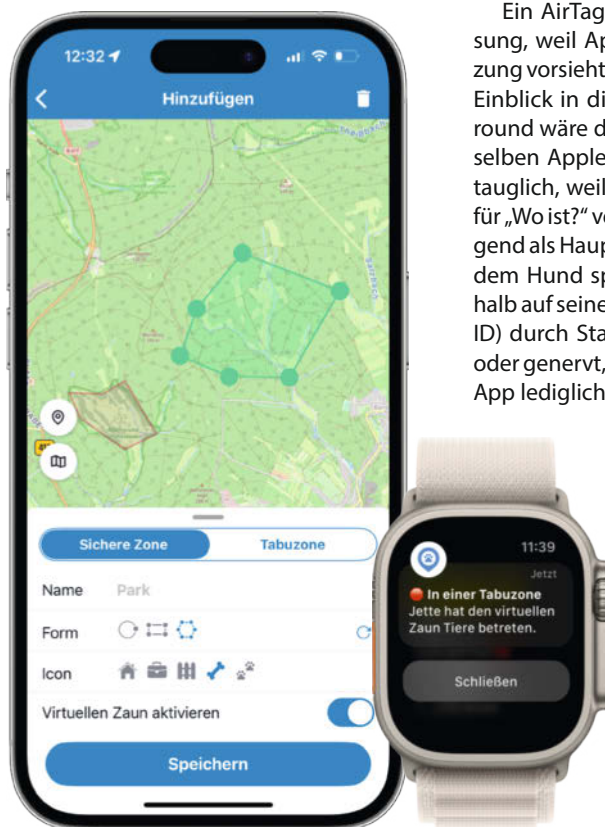 Ein AirTag
sung, weil Ap
zung vorsieht
Einblick in di
round wäre d
selben Apple
tauglich, weil
für „Wo ist?“ v
gend als Haup
dem Hund sp
halb auf seine
ID) durch Sta
oder genervt,
App lediglich
12:32
Hinzufügen
Salzbach
Sichere Zone Tabuzone
Name Park
Form
Icon
Virtuellen Zaun aktivieren
Speichern
11:39
Jetzt
In einer Tabuzone
Jette hat den virtuellen
Zaun Tiere betreten.
Schließen